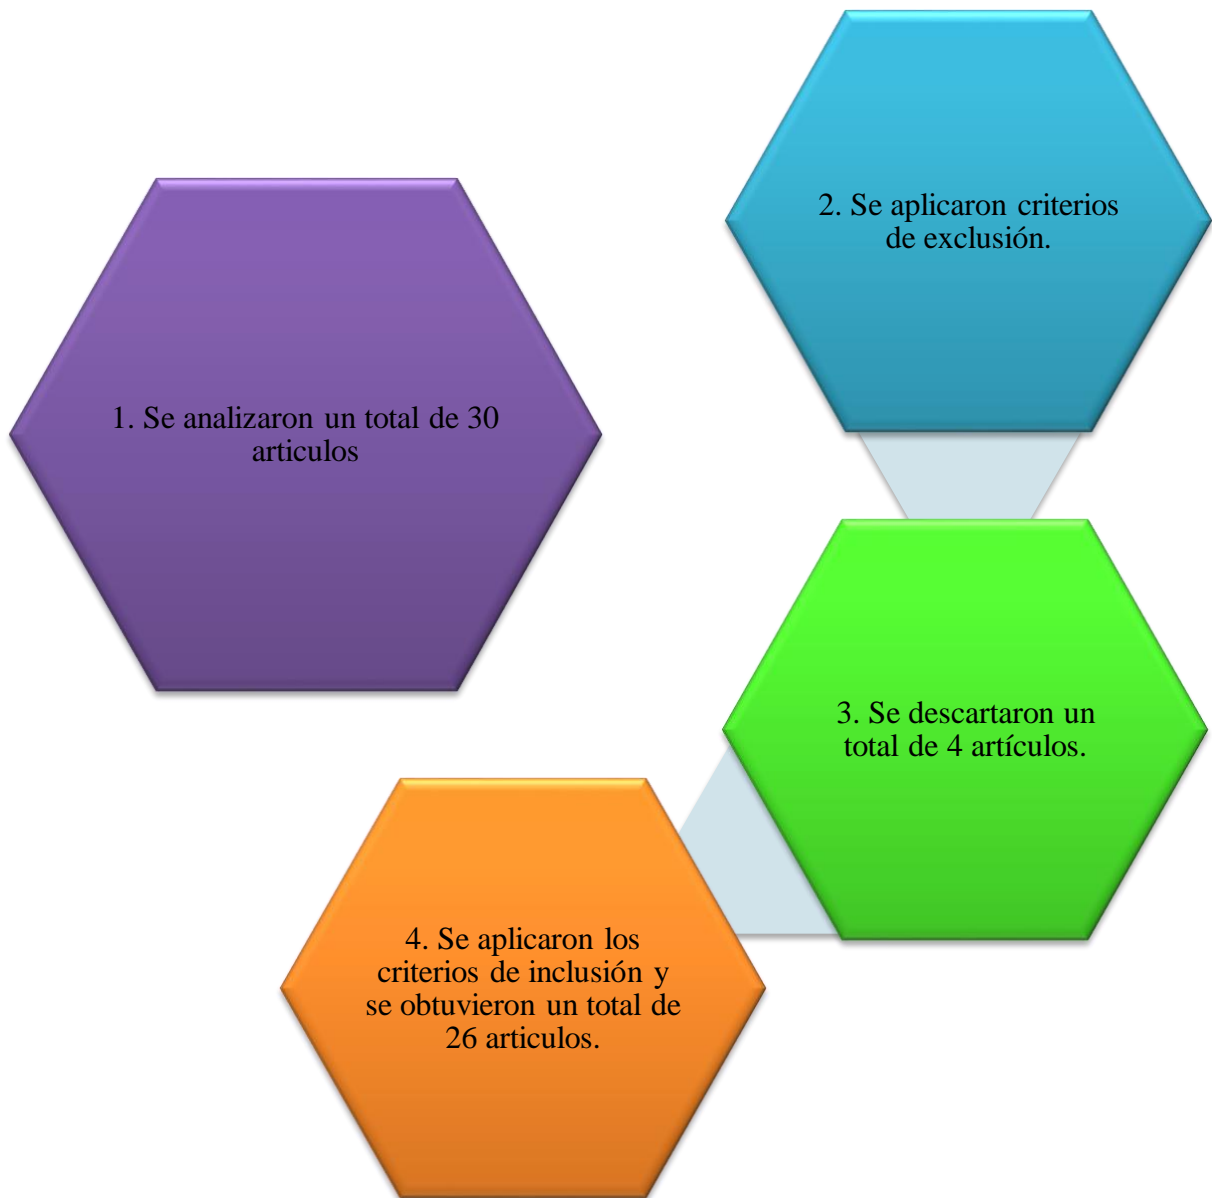 1. Se analizaron un total de 30
articulos
2. Se aplicaron criterios
de exclusión.
3. Se descartaron un
total de 4 artículos.
4. Se aplicaron los
criterios de inclusión y
se obtuvieron un total de
26 articulos.